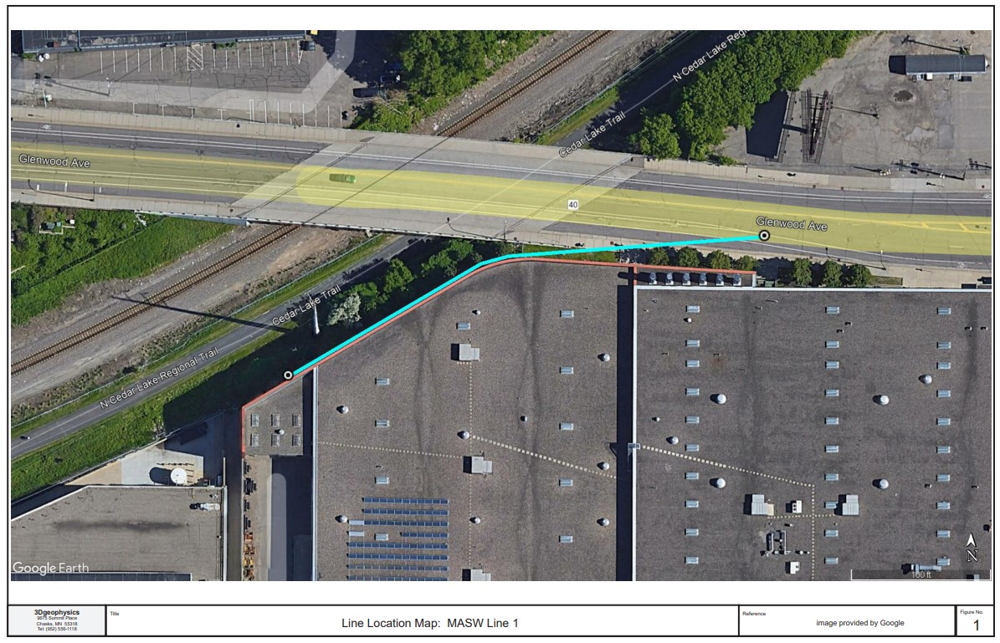 N Cedar Lake Regi
Cedar Lake Trail
Glenwood Ave
40
Glenwood Ave
Cedar Lake Trail
N Cedar Lake Regional Trail
N
Google Earth
100 ft
3Dgeophysics
9675 Summit Place
Chaska, MN 55318
Tel: (952) 556-1118
Title
Line Location Map: MASW Line 1
Reference
image provided by Google
Figure No.
1